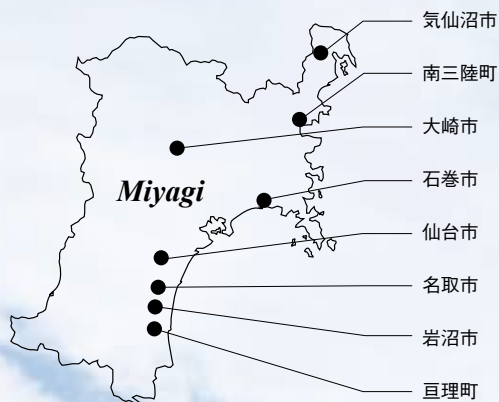 気仙沼市
南三陸町
大崎市
Miyagi
石巻市
仙台市
名取市
岩沼市
亘理町